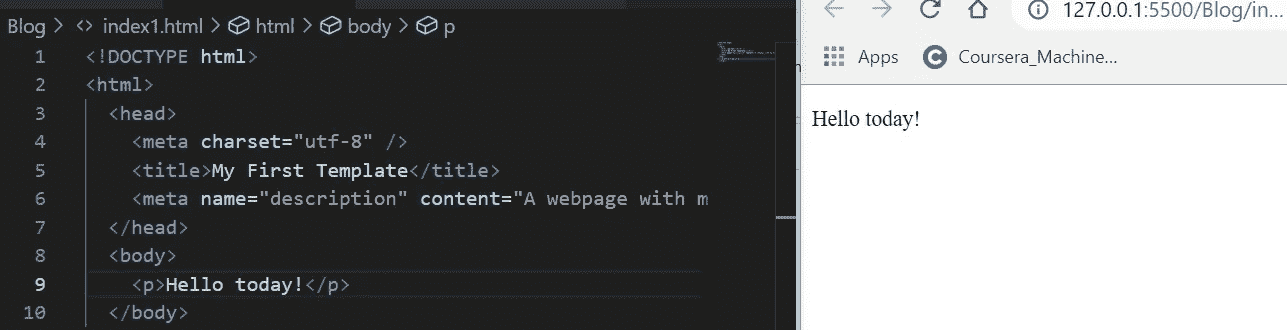 Blog > <> index1.html > html > body > p
1 <!DOCTYPE html>
2 <html>
3 <head>
4 <meta charset="utf-8" />
5 <title>My First Template</title>
6 <meta name="description" content="A webpage with m
7 </head>
8 <body>
9 <p>Hello today!</p>
10 </body>
127.0.0.1:5500/Blog/in...
Apps Coursera_Machine...
Hello today!